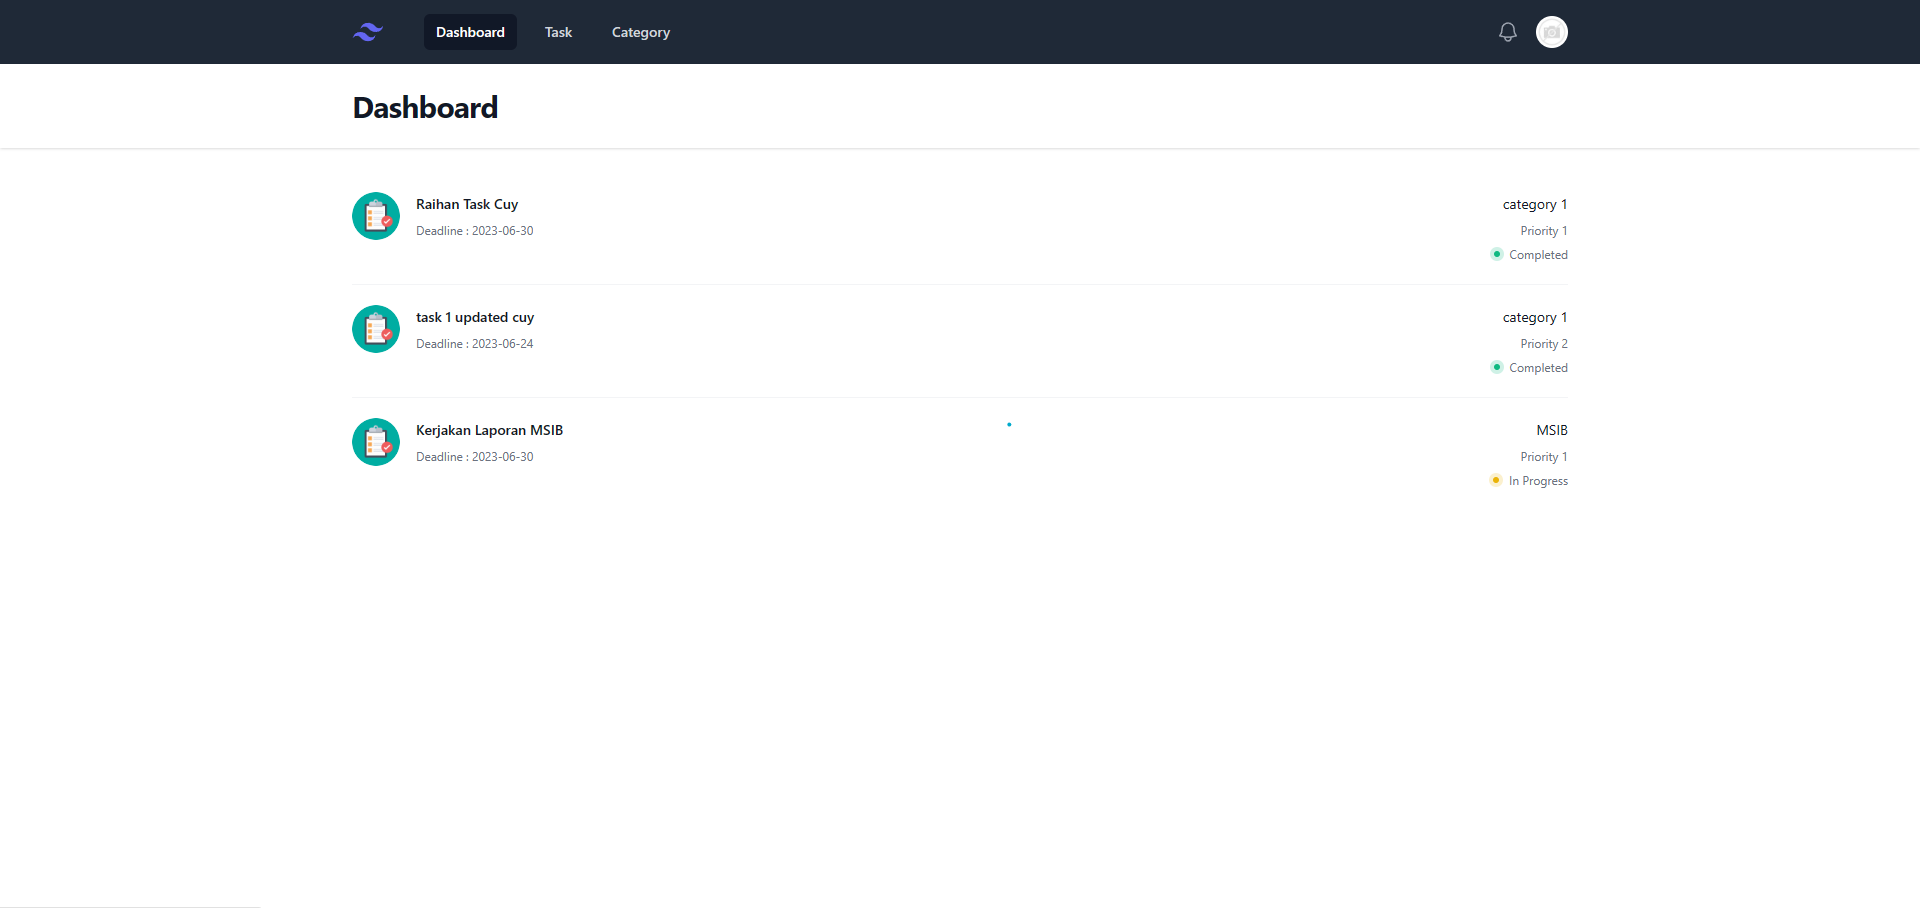 Dashboard Task Category
Dashboard
Raihan Task Cuy category 1
Deadline : 2023-06-30 Priority 1
Completed
task 1 updated cuy category 1
Deadline : 2023-06-24 Priority 2
Completed
Kerjakan Laporan MSIB MSIB
Deadline : 2023-06-30 Priority 1
In Progress